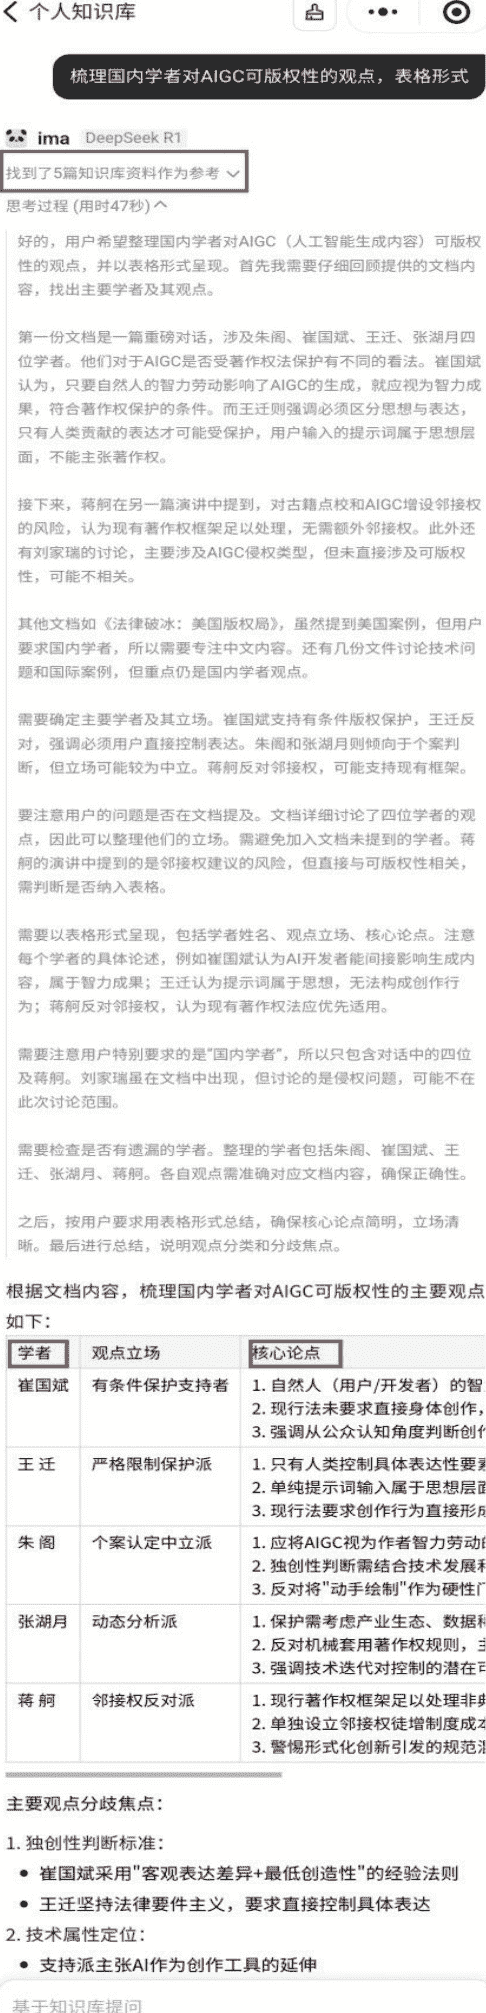 个人知识库
梳理国内学者对AIGC可版权性的观点，表格形式
ima DeepSeek R1
找到了5篇知识库资料作为参考
思考过程 (用时47秒)
好的，用户希望整理国内学者对AIGC（人工智能生成内容）可版权
性的观点，并以表格形式呈现。首先我需要仔细回顾提供的文档内
容，找出主要学者及其观点。
第一份文档是一篇重磅对话，涉及朱阁、崔国斌、王迁、张湖月四
位学者。他们对于AIGC是否受著作权法保护有不同的看法。崔国斌
认为，只要自然人的智力劳动影响了AIGC的生成，就应视为智力成
果，符合著作权保护的条件。而王迁则强调必须区分思想与表达，
只有人类贡献的表达才可能受保护，用户输入的提示词属于思想层
面，不能主张著作权。
接下来，蒋舸在另一篇演讲中提到，对古籍点校和AIGC增设邻接权
的风险，认为现有著作权框架足以处理，无需额外邻接权。此外还
有刘家瑞的讨论，主要涉及AIGC侵权类型，但未直接涉及可版权
性，可能不相关。
其他文档如《法律破冰：美国版权局》，虽然提到美国案例，但用户
要求国内学者，所以需要专注中文内容。还有几份文件讨论技术问
题和国际案例，但重点仍是国内学者观点。
需要确定主要学者及其立场。崔国斌支持有条件版权保护，王迁反
对，强调必须用户直接控制表达。朱阁和张湖月则倾向于个案判
断，但立场可能较为中立。蒋舸反对邻接权，可能支持现有框架。
要注意用户的问题是否在文档提及。文档详细讨论了四位学者的观
点，因此可以整理他们的立场。需避免加入文档未提到的学者。蒋
舸的演讲中提到的是邻接权建议的风险，但直接与可版权性相关，
需判断是否纳入表格。
需要以表格形式呈现，包括学者姓名、观点立场、核心论点。注意
每个学者的具体论述，例如崔国斌认为AI开发者能间接影响生成内
容，属于智力成果；王迁认为提示词属于思想，无法构成创作行
为；蒋舸反对邻接权，认为现有著作权法应优先适用。
需要注意用户特别要求的是"国内学者"，所以只包含对话中的四位
及蒋舸。刘家瑞虽在文档中出现，但讨论的是侵权问题，可能不在
此次讨论范围。
需要检查是否有遗漏的学者。整理的学者包括朱阁、崔国斌、王
迁、张湖月、蒋舸。各自观点需准确对应文档内容，确保正确性。
之后，按用户要求用表格形式总结，确保核心论点简明，立场清
晰。最后进行总结，说明观点分类和分歧焦点。
根据文档内容，梳理国内学者对AIGC可版权性的主要观点
如下：
学者 观点立场 核心论点
崔国斌 有条件保护支持者 1. 自然人（用户/开发者）的智
2. 现行法未要求直接身体创作，
3. 强调从公众认知角度判断创作
王迁 严格限制保护派 1. 只有人类控制具体表达性要素
2. 单纯提示词输入属于思想层面
3. 现行法要求创作行为直接形成
朱阁 个案认定中立派 1. 应将AIGC视为作者智力劳动的
2. 独创性判断需结合技术发展和
3. 反对将"动手绘制"作为硬性门
张湖月 动态分析派 1. 保护需考虑产业生态、数据科
2. 反对机械套用著作权规则，主
3. 强调技术迭代对控制的潜在可
蒋舸 邻接权反对派 1. 现行著作权框架足以处理非典
2. 单独设立邻接权徒增制度成本
3. 警惕形式化创新引发的规范混
主要观点分歧焦点：
1. 独创性判断标准：
• 崔国斌采用"客观表达差异+最低创造性"的经验法则
• 王迁坚持法律要件主义，要求直接控制具体表达
2. 技术属性定位：
• 支持派主张AI作为创作工具的延伸
基于知识库提问